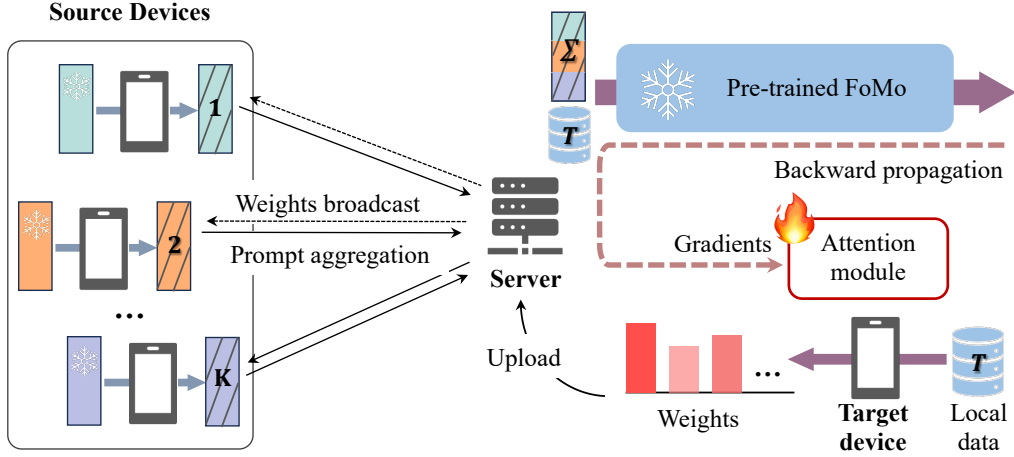 Source Devices
1
2
...
K
Weights broadcast
Prompt aggregation
Server
Σ
T
Pre-trained FoMo
Backward propagation
Gradients
Attention
module
Upload
...
Weights
Target
device
T
Local
data